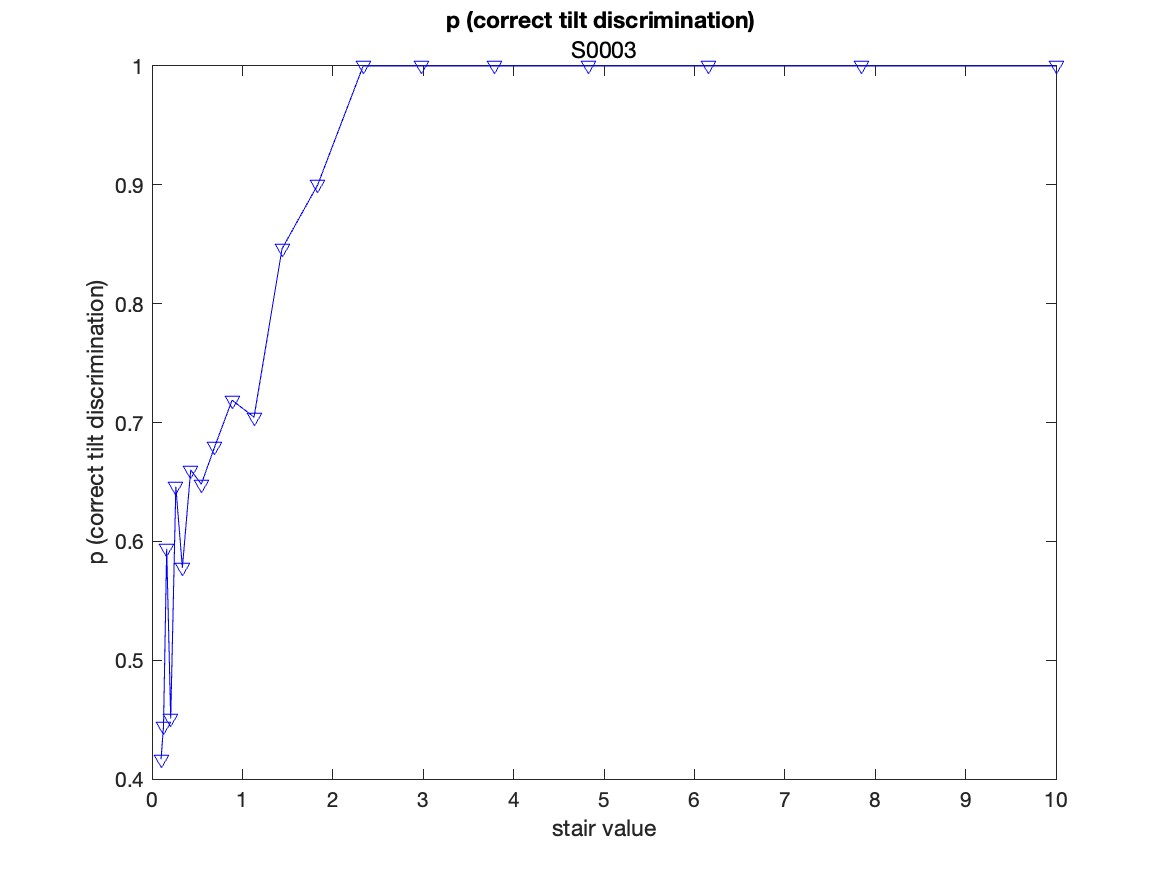 p (correct tilt discrimination)
S0003
1
0.9
0.8
0.7
0.6
0.5
0.4
p (correct tilt discrimination)
0 1 2 3 4 5 6 7 8 9 10
stair value